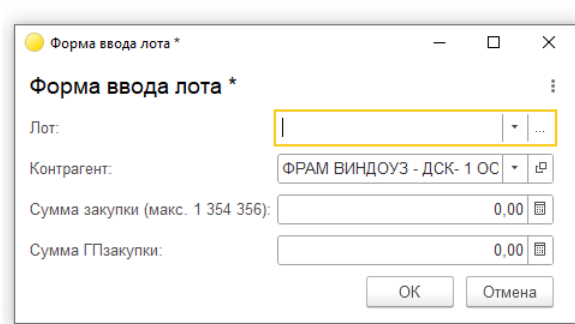 Форма ввода лота *
Форма ввода лота *
Лот:
...
Контрагент: ФРАМ ВИНДОУЗ - ДСК- 1 ОС
Сумма закупки (макс. 1 354 356): 0,00
Сумма ГПзакупки: 0,00
ОК Отмена